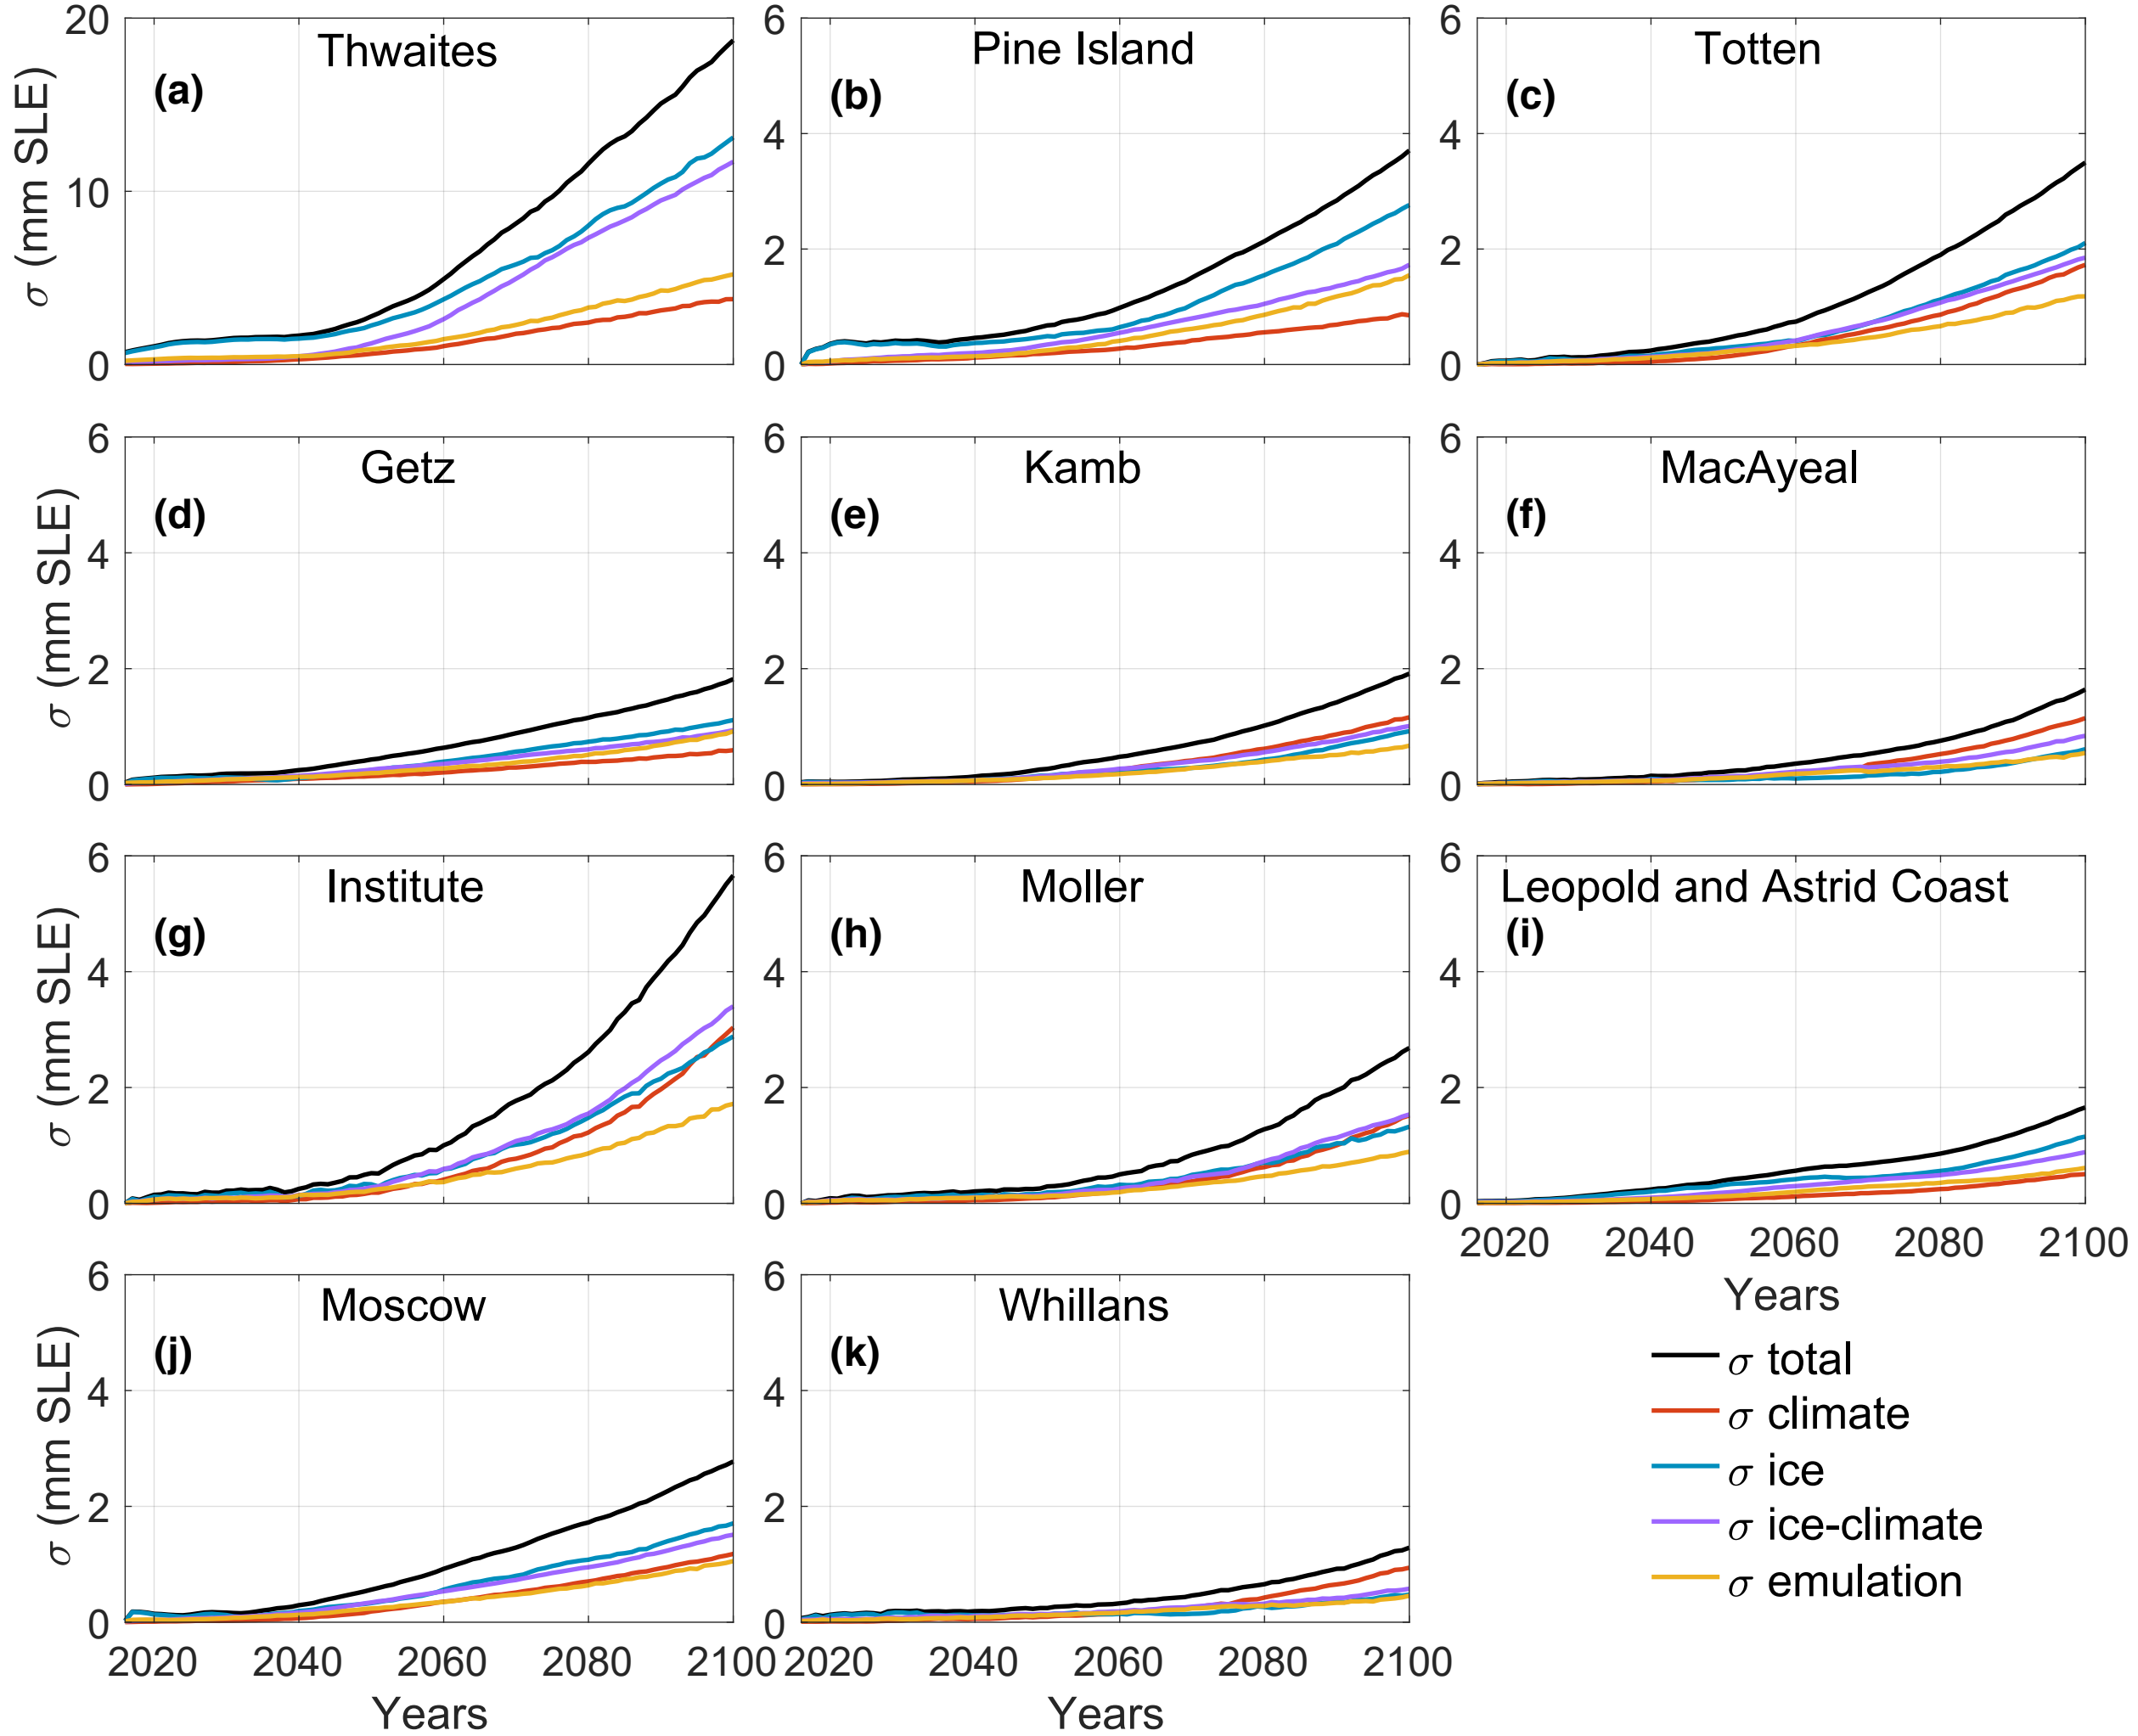 20
10
0
σ (mm SLE)
Thwaites
(a)
6
4
2
0
Pine Island
(b)
6
4
2
0
Totten
(c)
6
4
2
0
σ (mm SLE)
Getz
(d)
6
4
2
0
Kamb
(e)
6
4
2
0
MacAyeal
(f)
6
4
2
0
σ (mm SLE)
Institute
(g)
6
4
2
0
Moller
(h)
6
4
2
0
Leopold and Astrid Coast
(i)
2020 2040 2060 2080 2100
Years
6
4
2
0
σ (mm SLE)
Moscow
(j)
2020 2040 2060 2080 2100
Years
6
4
2
0
Whillans
(k)
2020 2040 2060 2080 2100
Years
σ total
σ climate
σ ice
σ ice-climate
σ emulation